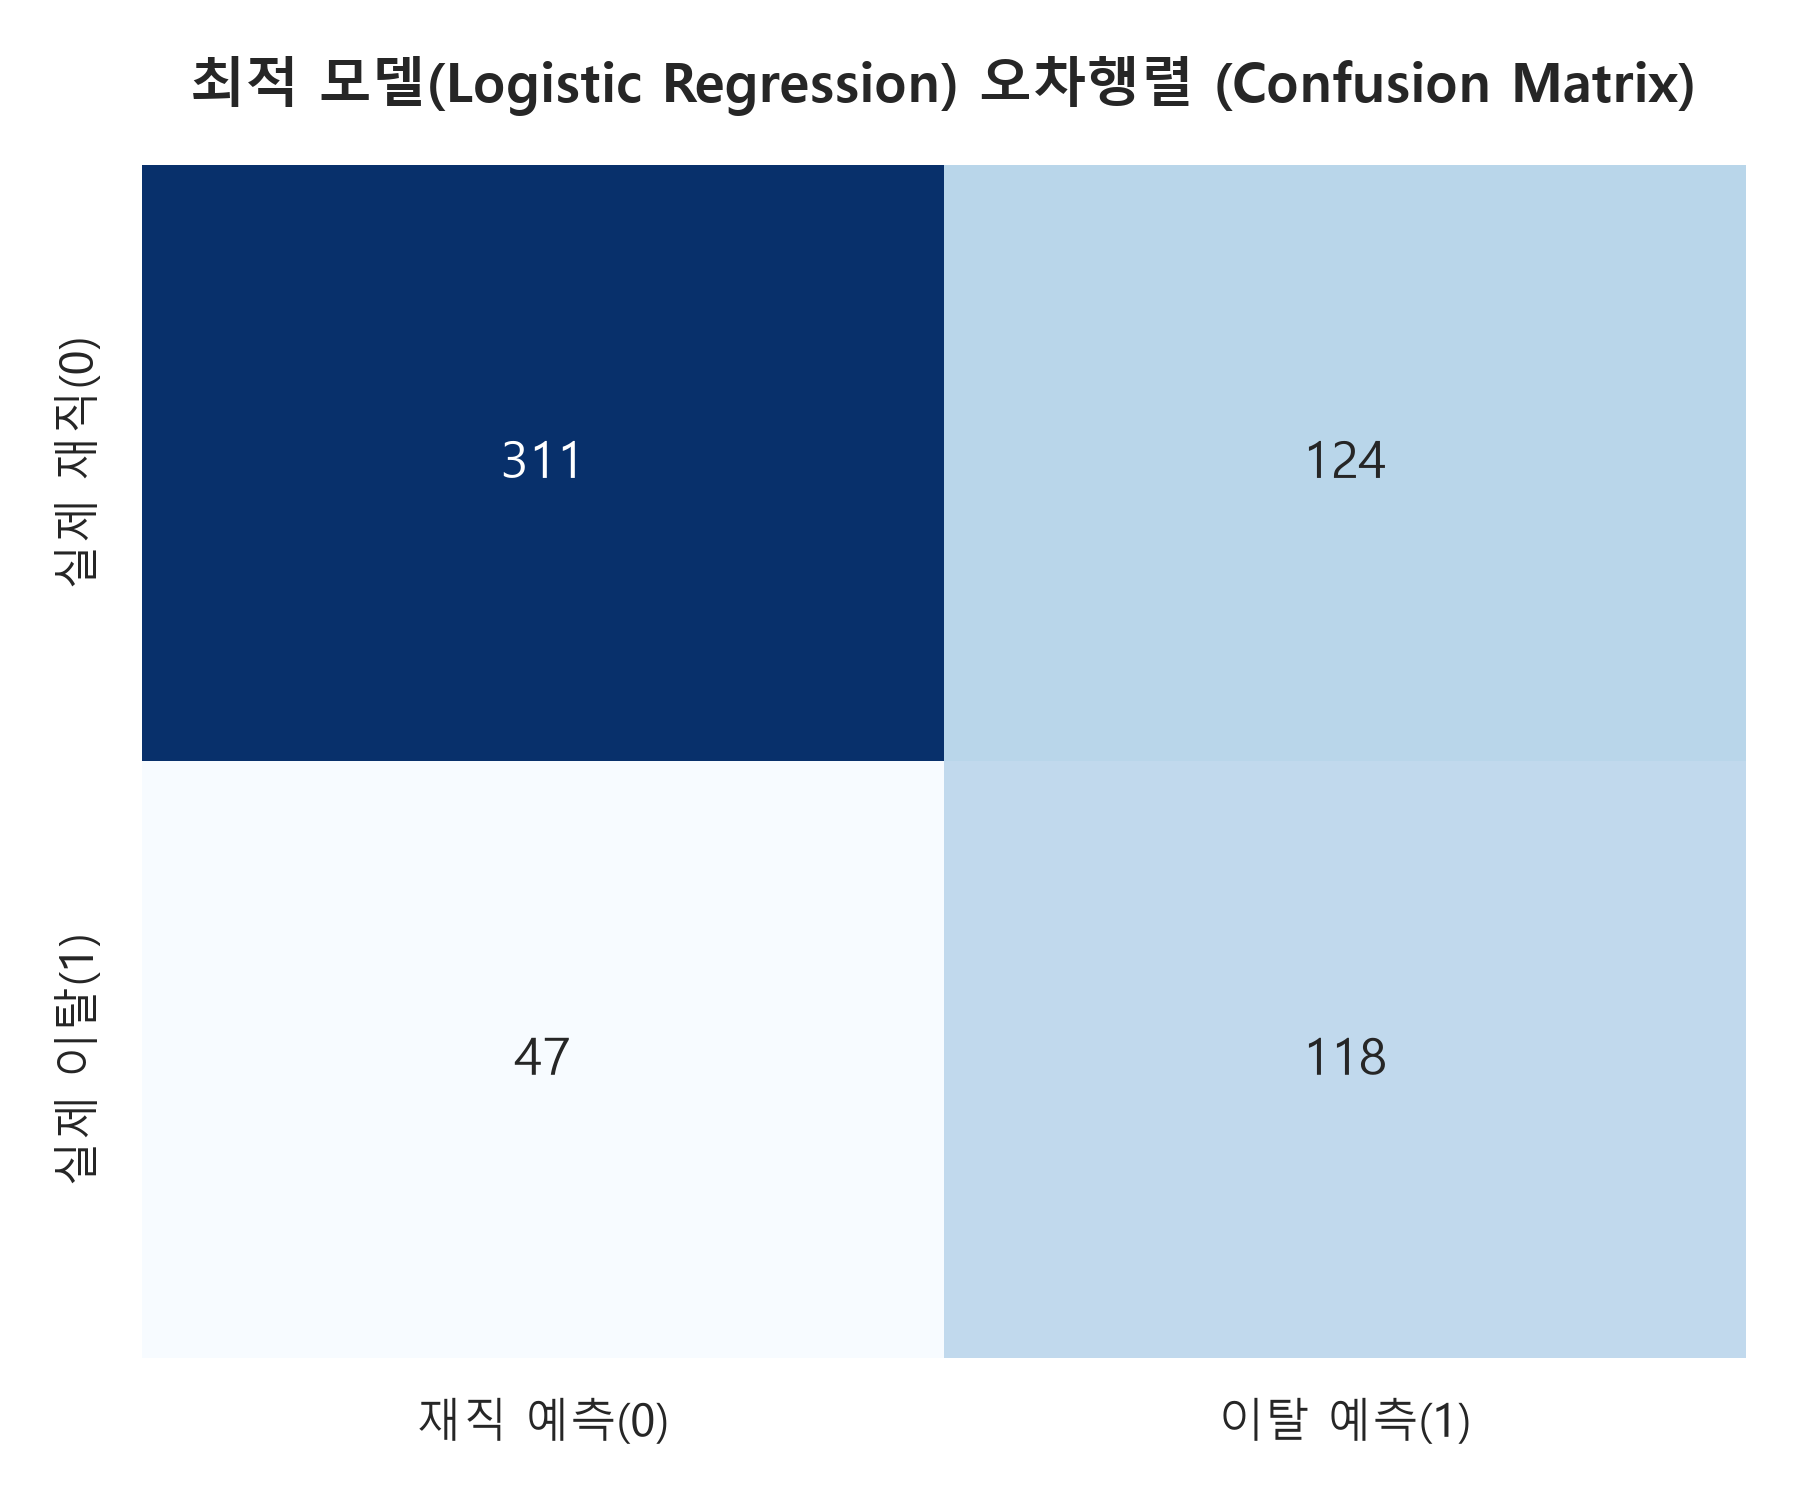 최적 모델(Logistic Regression) 오차행렬 (Confusion Matrix)
실제 재직(0)
311
124
실제 이탈(1)
47
118
재직 예측(0)
이탈 예측(1)